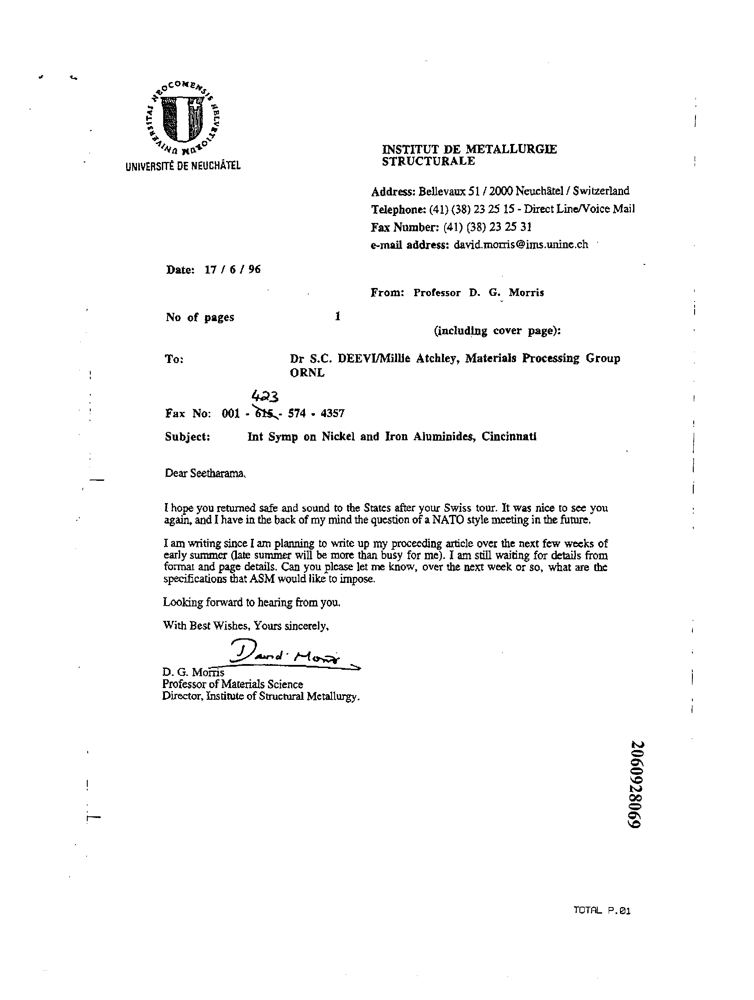 UNIVERSITAS NEOCOMENSIS HELVETIORUM
UNIVERSITÉ DE NEUCHÂTEL
INSTITUT DE METALLURGIE
STRUCTURALE
Address: Bellevaux 51 / 2000 Neuchâtel / Switzerland
Telephone: (41) (38) 23 25 15 - Direct Line/Voice Mail
Fax Number: (41) (38) 23 25 31
e-mail address: david.morris@ims.unine.ch
Date: 17 / 6 / 96
From: Professor D. G. Morris
No of pages 1
(including cover page):
To: Dr S.C. DEEVI/Millie Atchley, Materials Processing Group
ORNL
423
Fax No: 001 - 615 - 574 - 4357
Subject: Int Symp on Nickel and Iron Aluminides, Cincinnati
Dear Seetharama,
I hope you returned safe and sound to the States after your Swiss tour. It was nice to see you
again, and I have in the back of my mind the question of a NATO style meeting in the future.
I am writing since I am planning to write up my proceeding article over the next few weeks of
early summer (late summer will be more than busy for me). I am still waiting for details from
format and page details. Can you please let me know, over the next week or so, what are the
specifications that ASM would like to impose.
Looking forward to hearing from you.
With Best Wishes, Yours sincerely,
David Morris
D. G. Morris
Professor of Materials Science
Director, Institute of Structural Metallurgy.
2060928069
TOTAL P.01